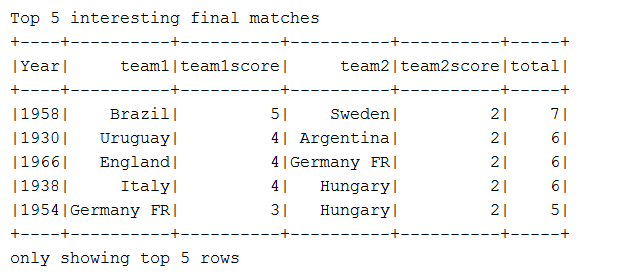 Top 5 interesting final matches
+----+----------+----------+----------+----------+-----+
|Year|     team1|team1score|     team2|team2score|total|
+----+----------+----------+----------+----------+-----+
|1958|    Brazil|         5|    Sweden|         2|    7|
|1930|   Uruguay|         4| Argentina|         2|    6|
|1966|   England|         4|Germany FR|         2|    6|
|1938|     Italy|         4|   Hungary|         2|    6|
|1954|Germany FR|         3|   Hungary|         2|    5|
+----+----------+----------+----------+----------+-----+
only showing top 5 rows